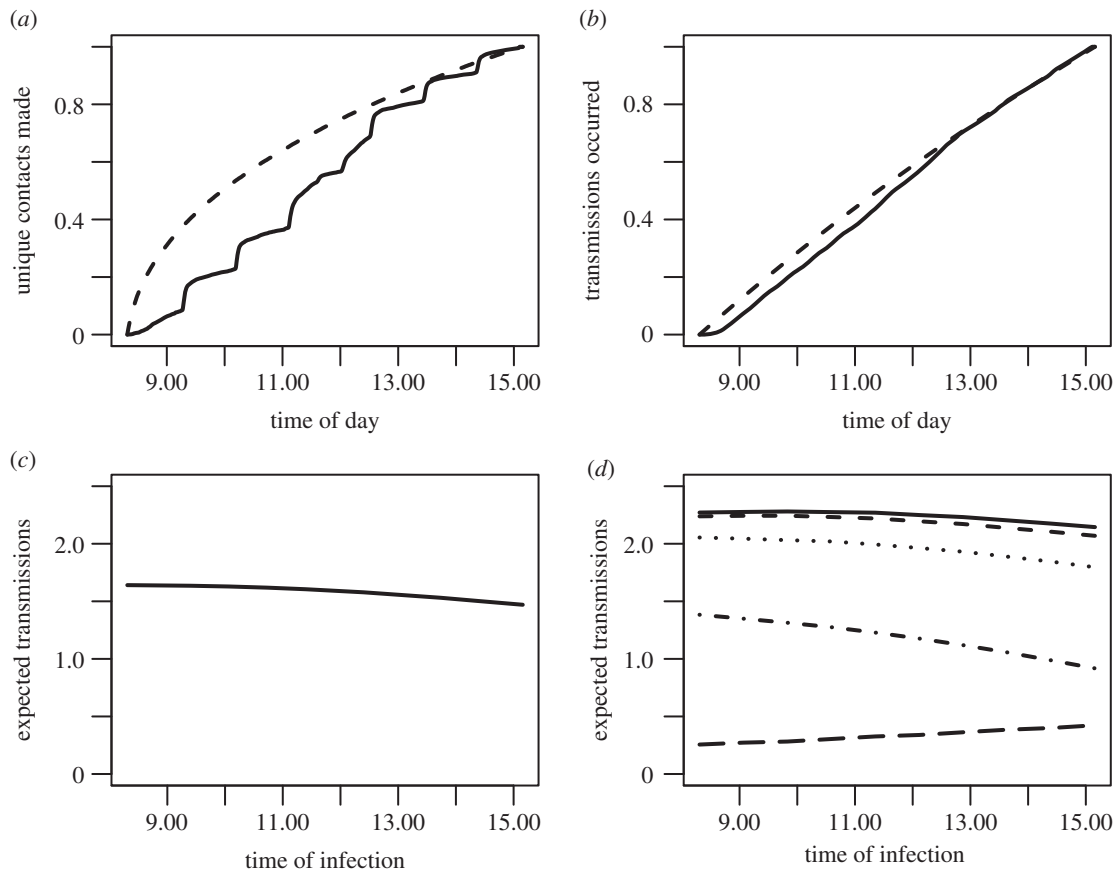 (a)
unique contacts made
0.8
0.4
0
9.00 11.00 13.00 15.00
time of day
(b)
transmissions occurred
0.8
0.4
0
9.00 11.00 13.00 15.00
time of day
(c)
expected transmissions
2.0
1.0
0
9.00 11.00 13.00 15.00
time of infection
(d)
expected transmissions
2.0
1.0
0
9.00 11.00 13.00 15.00
time of infection